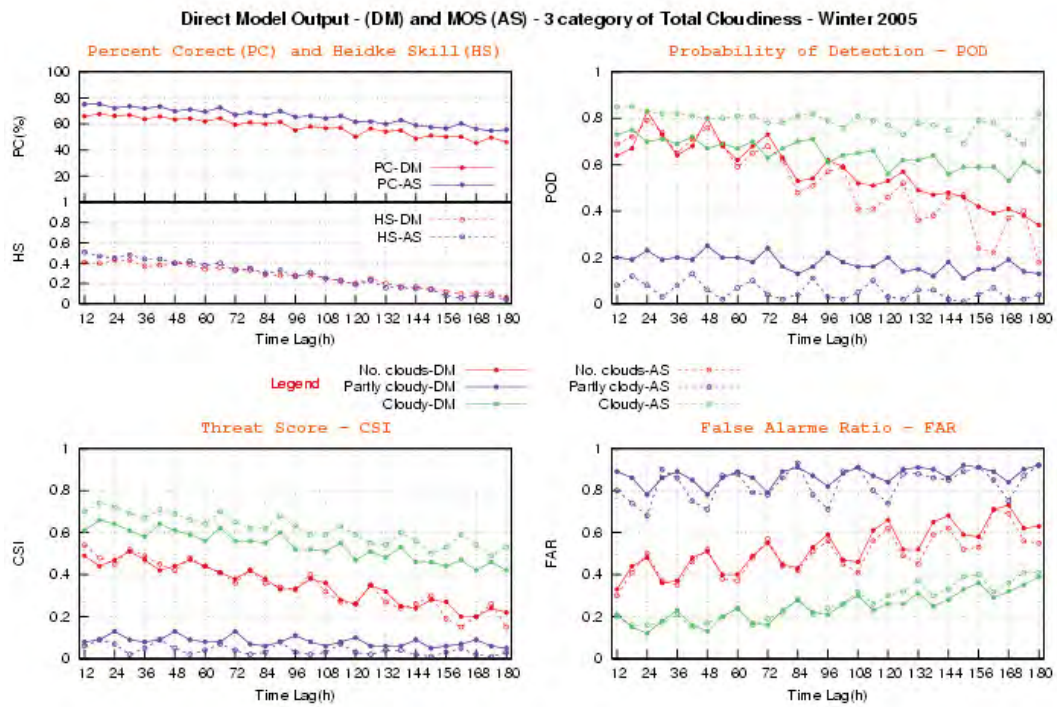 Direct Model Output - (DM) and MOS (AS) - 3 category of Total Cloudiness - Winter 2005
Percent Corect(PC) and Heidke Skill(HS)
PC(%)
100
80
60
40
20
1
PC-DM
PC-AS
HS
0.8
0.6
0.4
0.2
0
HS-DM
HS-AS
12 24 36 48 60 72 84 96 108 120 132 144 156 168 180
Time Lag(h)
Probability of Detection - POD
POD
1
0.8
0.6
0.4
0.2
0
12 24 36 48 60 72 84 96 108 120 132 144 156 168 180
Time Lag(h)
Legend
No. clouds-DM
Partly cloudy-DM
Cloudy-DM
No. clouds-AS
Partly clody-AS
Cloudy-AS
Threat Score - CSI
CSI
1
0.8
0.6
0.4
0.2
0
12 24 36 48 60 72 84 96 108 120 132 144 156 168 180
Time Lag(h)
False Alarme Ratio - FAR
FAR
1
0.8
0.6
0.4
0.2
0
12 24 36 48 60 72 84 96 108 120 132 144 156 168 180
Time Lag(h)